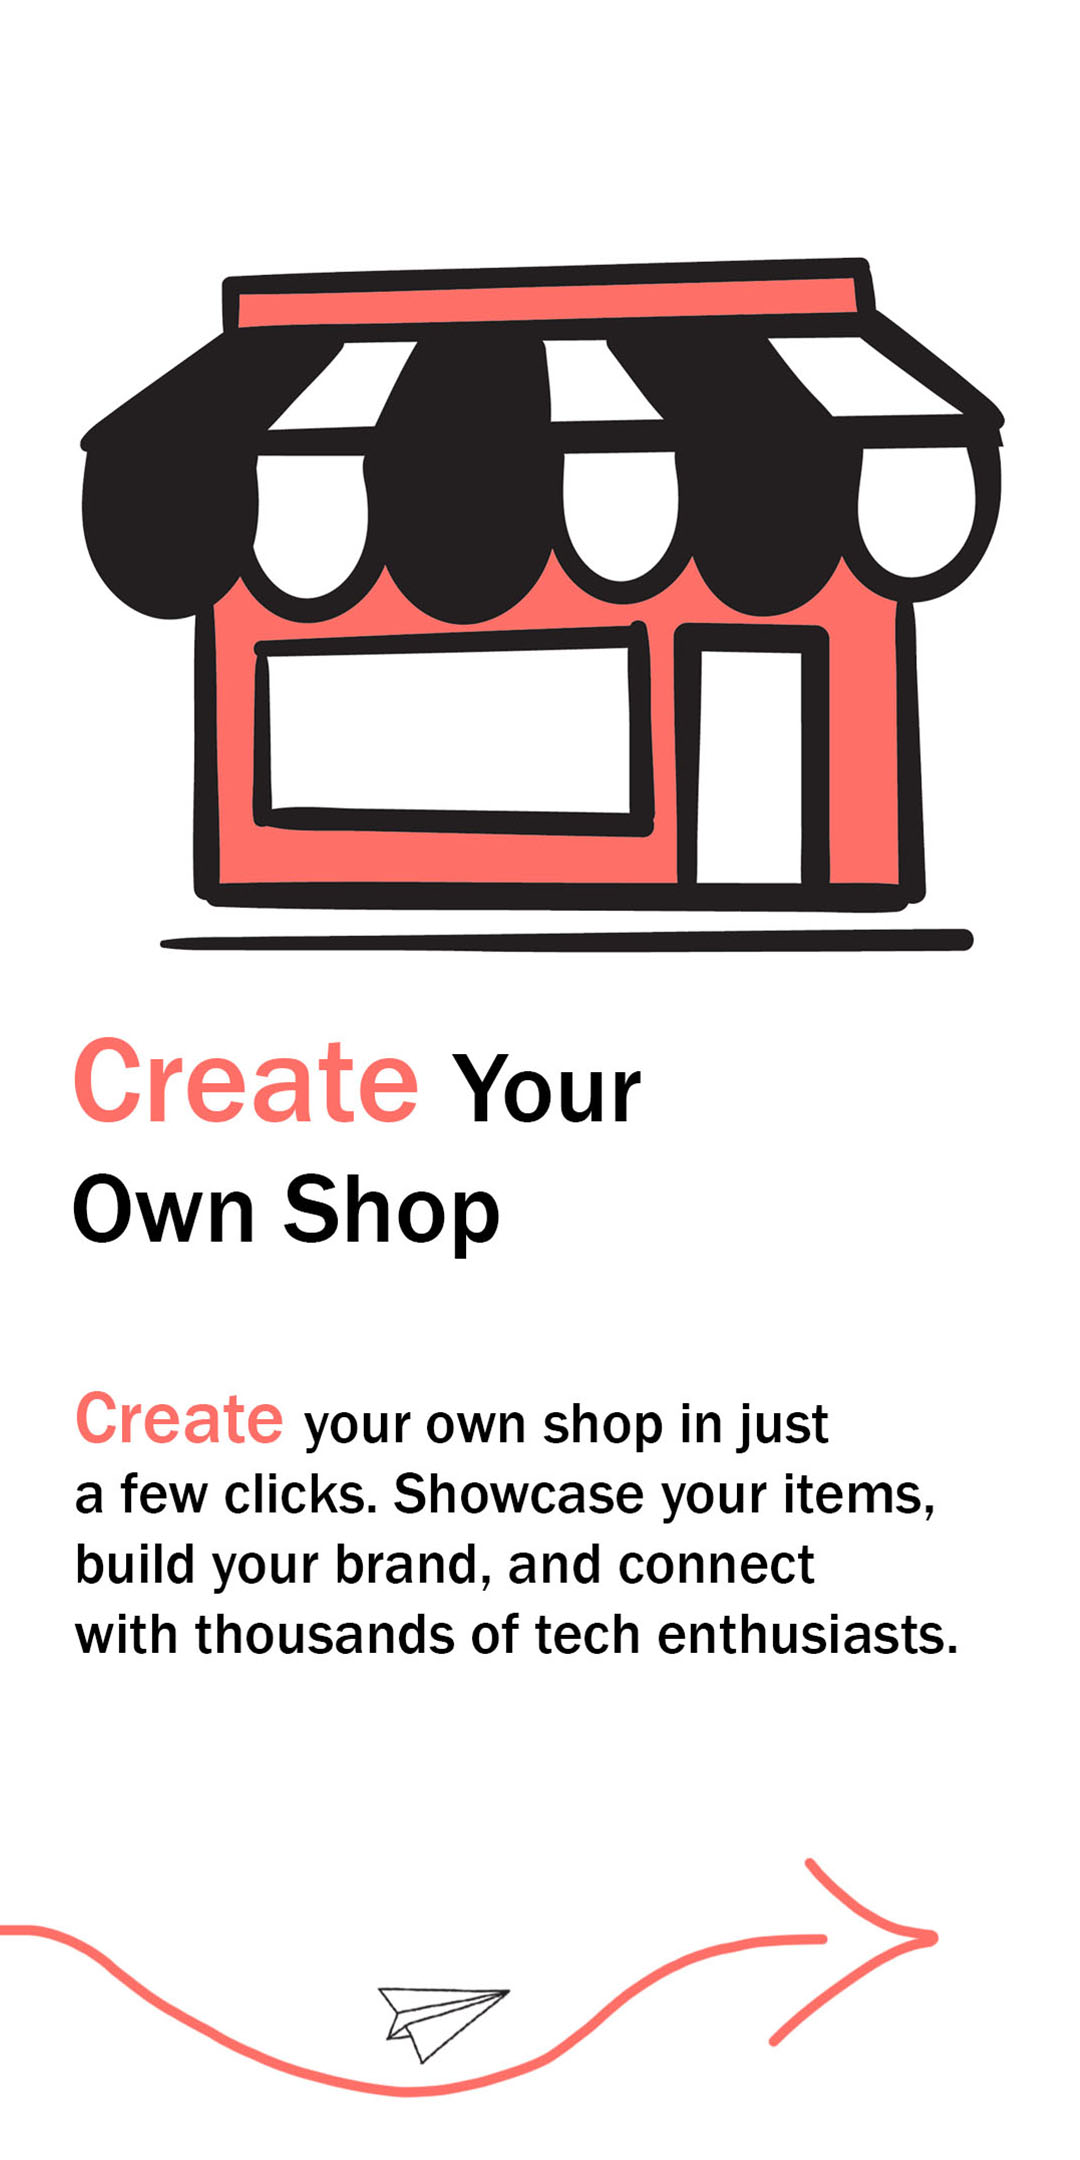 Create Your
Own Shop
Create your own shop in just
a few clicks. Showcase your items,
build your brand, and connect
with thousands of tech enthusiasts.